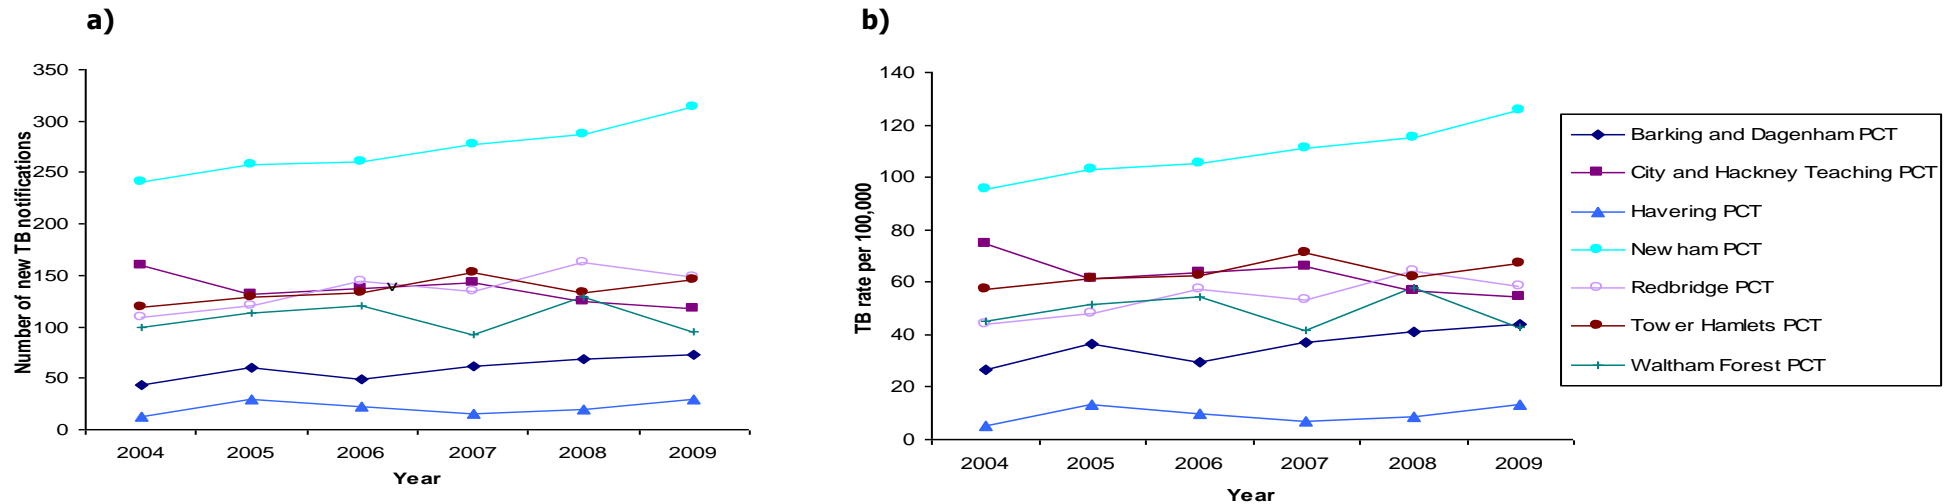 a)
Number of new TB notifications
350
300
250
200
150
100
50
0
v
2004 2005 2006 2007 2008 2009
Year
b)
TB rate per 100,000
140
120
100
80
60
40
20
0
2004 2005 2006 2007 2008 2009
Year
Barking and Dagenham PCT
City and Hackney Teaching PCT
Havering PCT
New ham PCT
Redbridge PCT
Tow er Hamlets PCT
Waltham Forest PCT